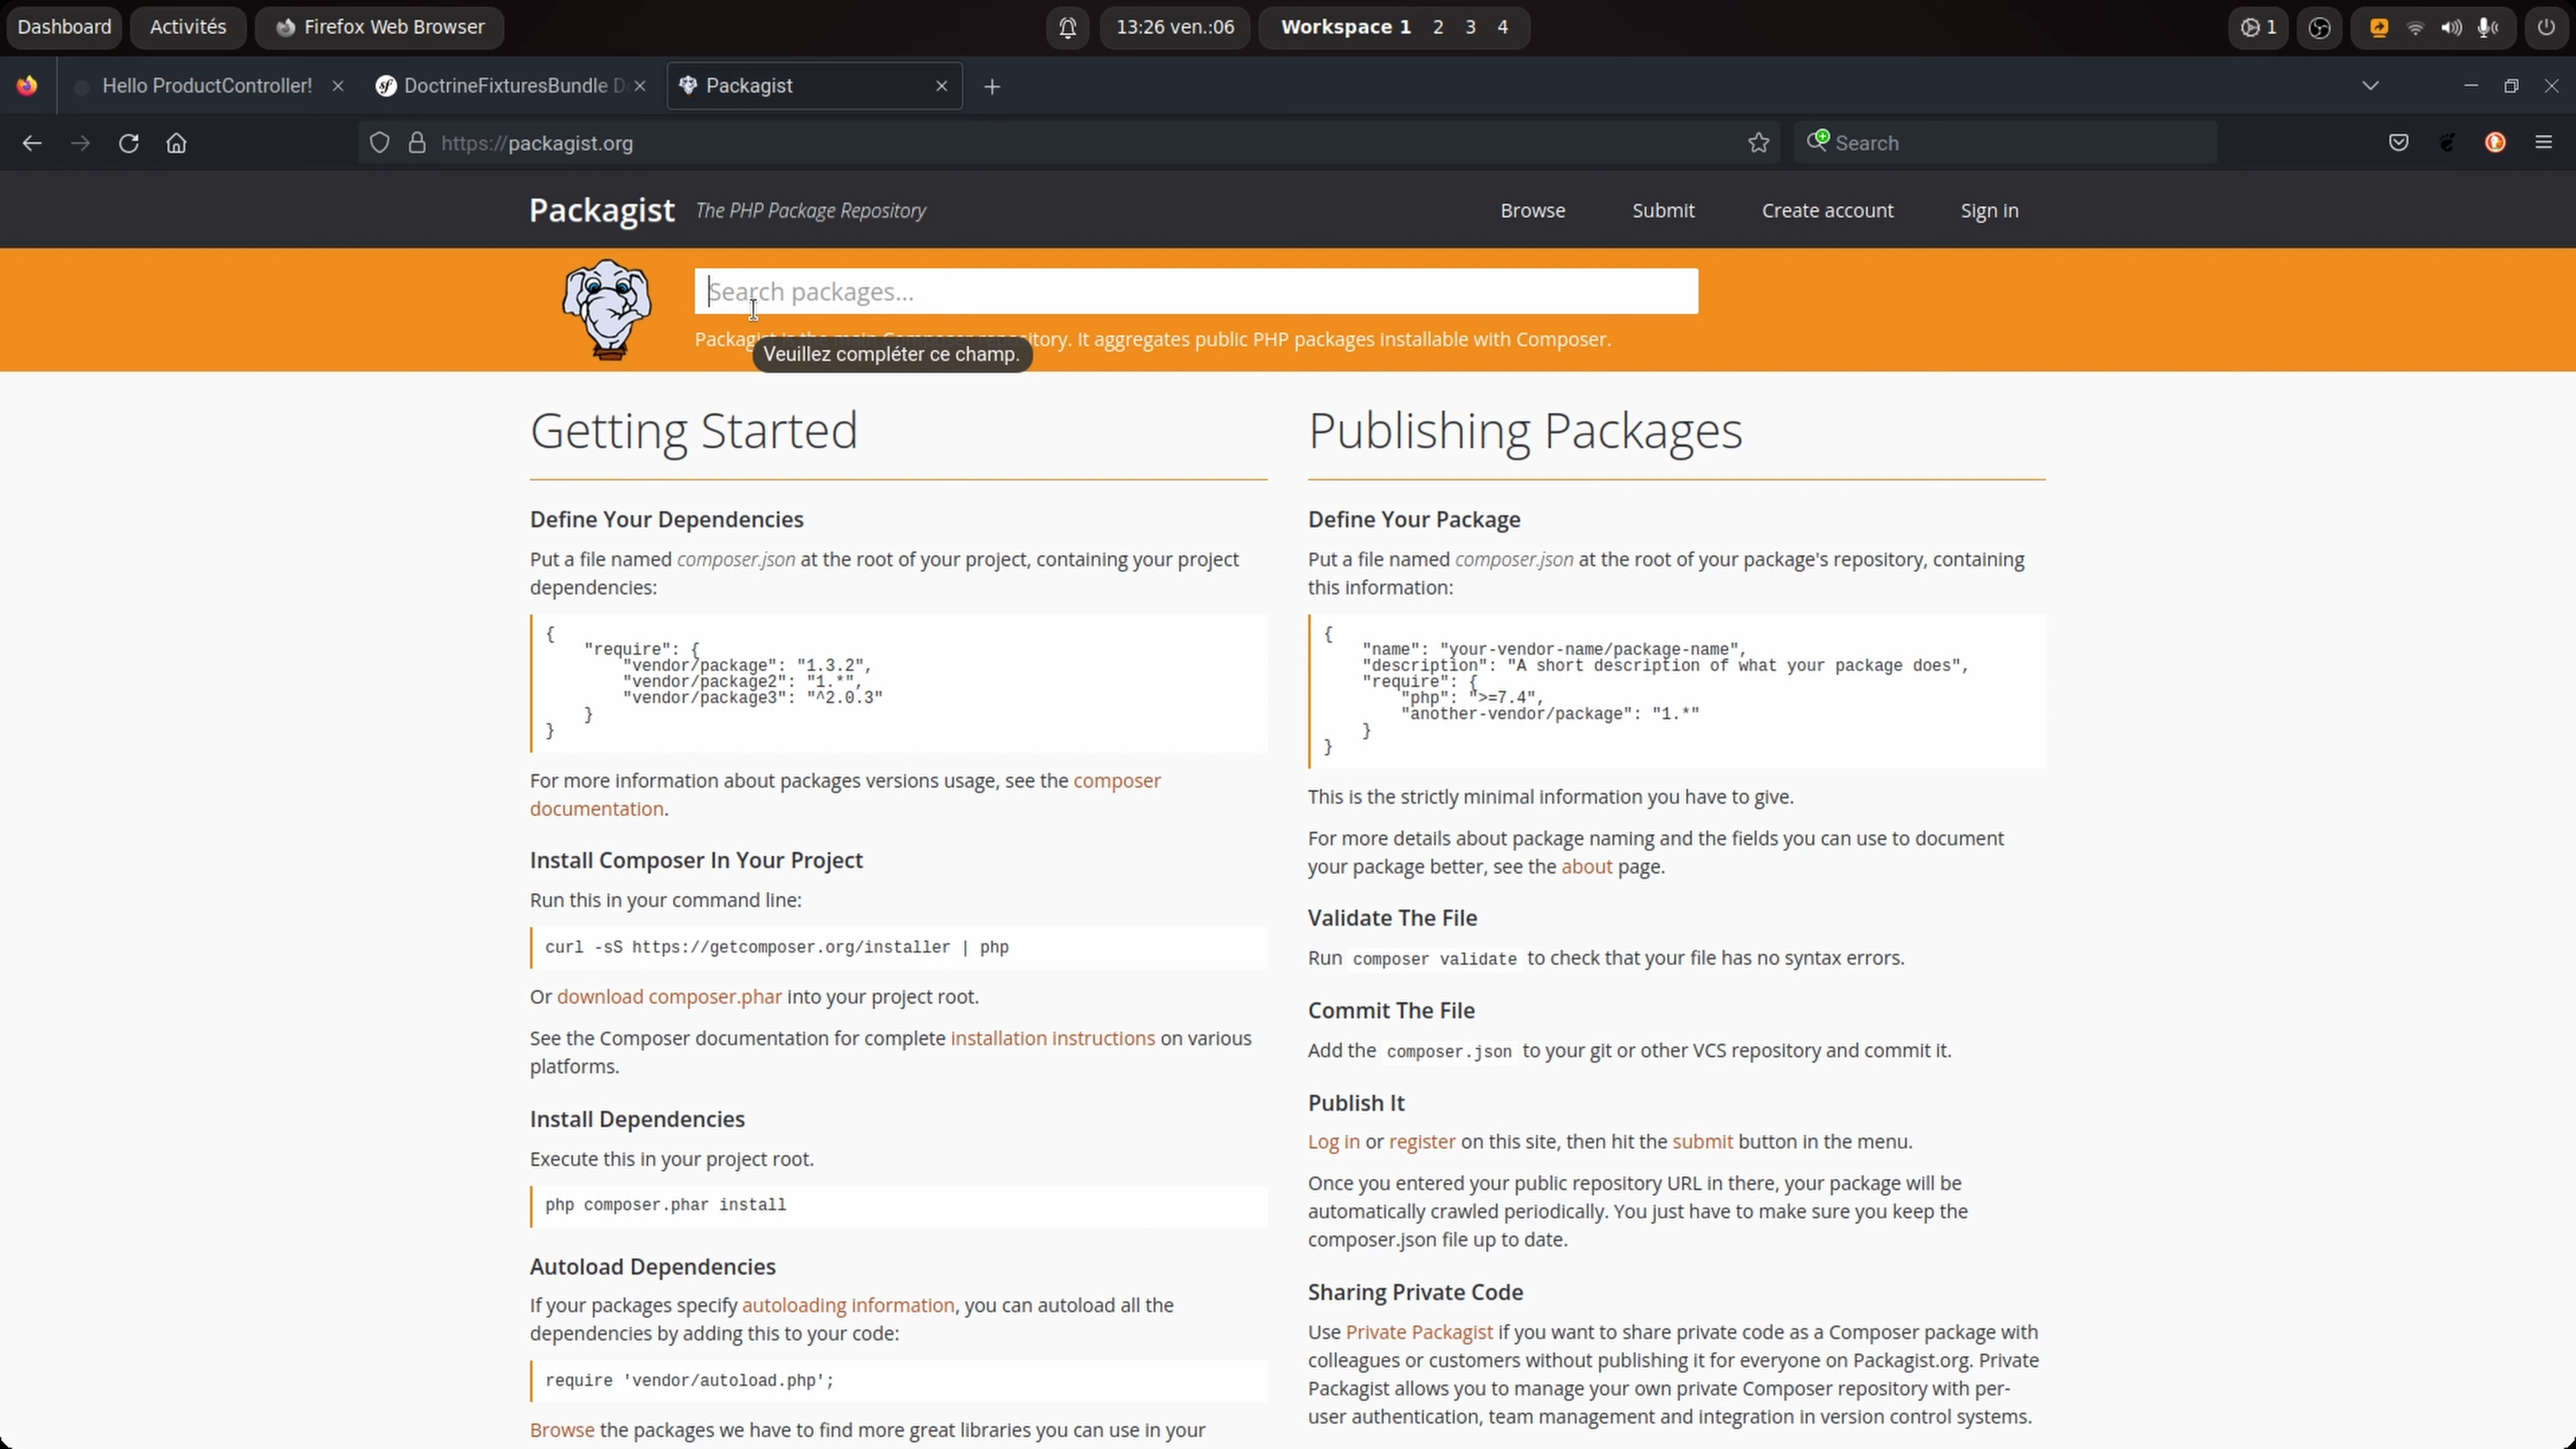 Dashboard Activités Firefox Web Browser 13:26 ven.:06 Workspace 1 2 3 4 1
Hello ProductController! DoctrineFixturesBundle D Packagist
https://packagist.org Search
Packagist The PHP Package Repository Browse Submit Create account Sign in
Search packages...
Packagist is the main Composer repository. It aggregates public PHP packages installable with Composer.
Veuillez compléter ce champ.
Getting Started
Define Your Dependencies
Put a file named composer.json at the root of your project, containing your project
dependencies:
{
"require": {
"vendor/package": "1.3.2",
"vendor/package2": "1.*",
"vendor/package3": "^2.0.3"
}
}
For more information about packages versions usage, see the composer
documentation.
Install Composer In Your Project
Run this in your command line:
curl -sS https://getcomposer.org/installer | php
Or download composer.phar into your project root.
See the Composer documentation for complete installation instructions on various
platforms.
Install Dependencies
Execute this in your project root.
php composer.phar install
Autoload Dependencies
If your packages specify autoloading information, you can autoload all the
dependencies by adding this to your code:
require 'vendor/autoload.php';
Browse the packages we have to find more great libraries you can use in your
Publishing Packages
Define Your Package
Put a file named composer.json at the root of your package's repository, containing
this information:
{
"name": "your-vendor-name/package-name",
"description": "A short description of what your package does",
"require": {
"php": ">=7.4",
"another-vendor/package": "1.*"
}
}
This is the strictly minimal information you have to give.
For more details about package naming and the fields you can use to document
your package better, see the about page.
Validate The File
Run composer validate to check that your file has no syntax errors.
Commit The File
Add the composer.json to your git or other VCS repository and commit it.
Publish It
Log in or register on this site, then hit the submit button in the menu.
Once you entered your public repository URL in there, your package will be
automatically crawled periodically. You just have to make sure you keep the
composer.json file up to date.
Sharing Private Code
Use Private Packagist if you want to share private code as a Composer package with
colleagues or customers without publishing it for everyone on Packagist.org. Private
Packagist allows you to manage your own private Composer repository with per-
user authentication, team management and integration in version control systems.